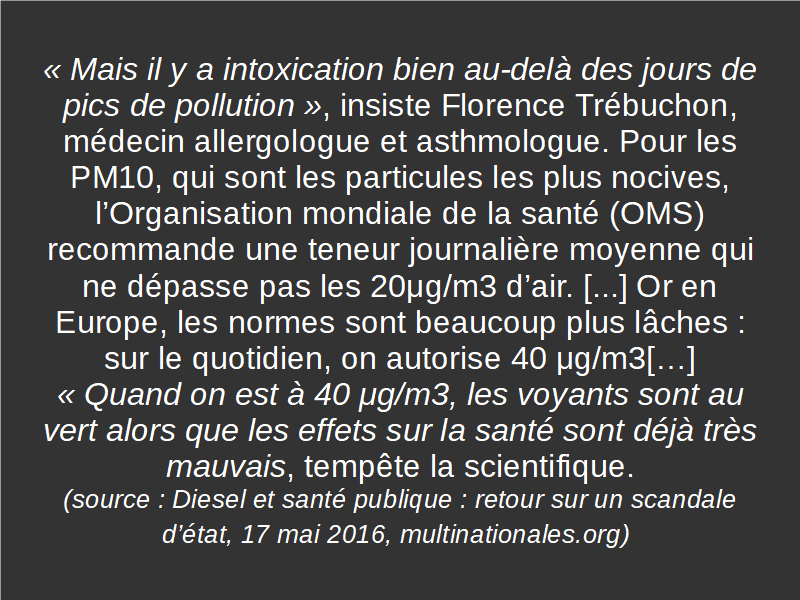 « Mais il y a intoxication bien au-delà des jours de
pics de pollution », insiste Florence Trébuchon,
médecin allergologue et asthmologue. Pour les
PM10, qui sont les particules les plus nocives,
l’Organisation mondiale de la santé (OMS)
recommande une teneur journalière moyenne qui
ne dépasse pas les 20µg/m3 d’air. [...] Or en
Europe, les normes sont beaucoup plus lâches :
sur le quotidien, on autorise 40 µg/m3[…]
« Quand on est à 40 µg/m3, les voyants sont au
vert alors que les effets sur la santé sont déjà très
mauvais, tempête la scientifique.
(source : Diesel et santé publique : retour sur un scandale
d’état, 17 mai 2016, multinationales.org)